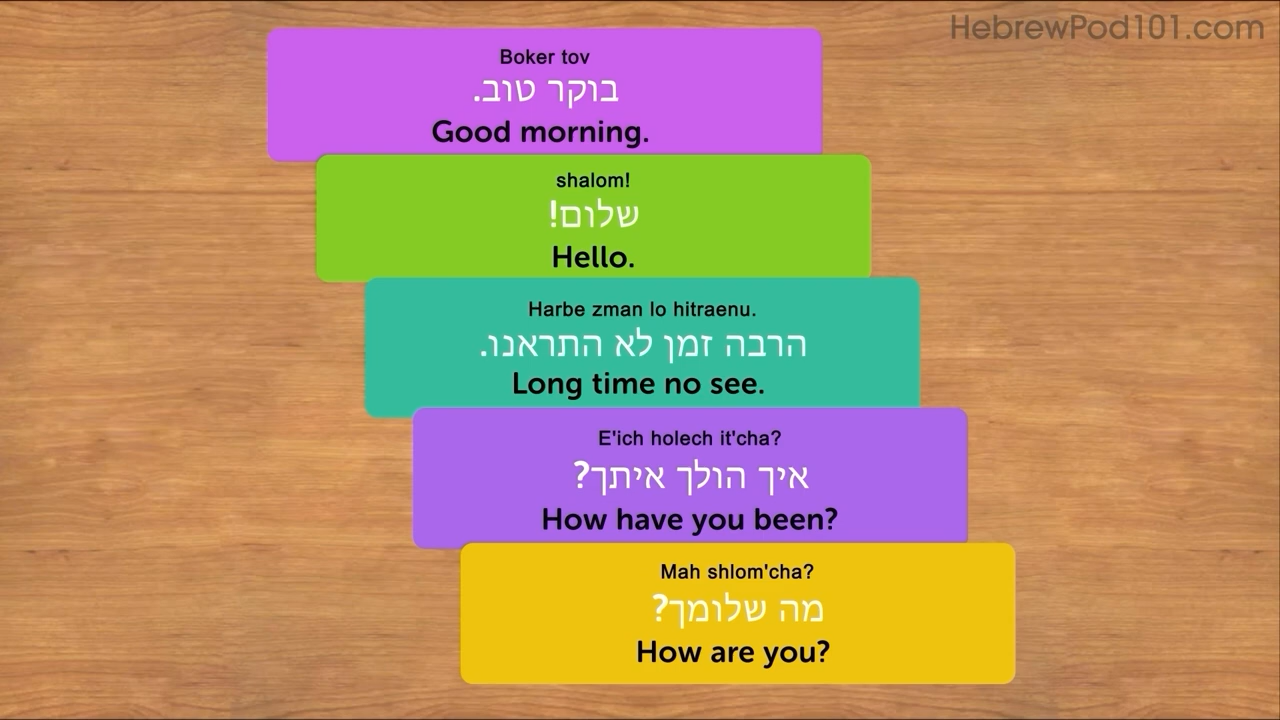 HebrewPod101.com
Boker tov
בוקר טוב.
Good morning.
shalom!
שלום!
Hello.
Harbe zman lo hitraenu.
הרבה זמן לא התראנו.
Long time no see.
E'ich holech it'cha?
איך הולך איתך?
How have you been?
Mah shlom'cha?
מה שלומך?
How are you?